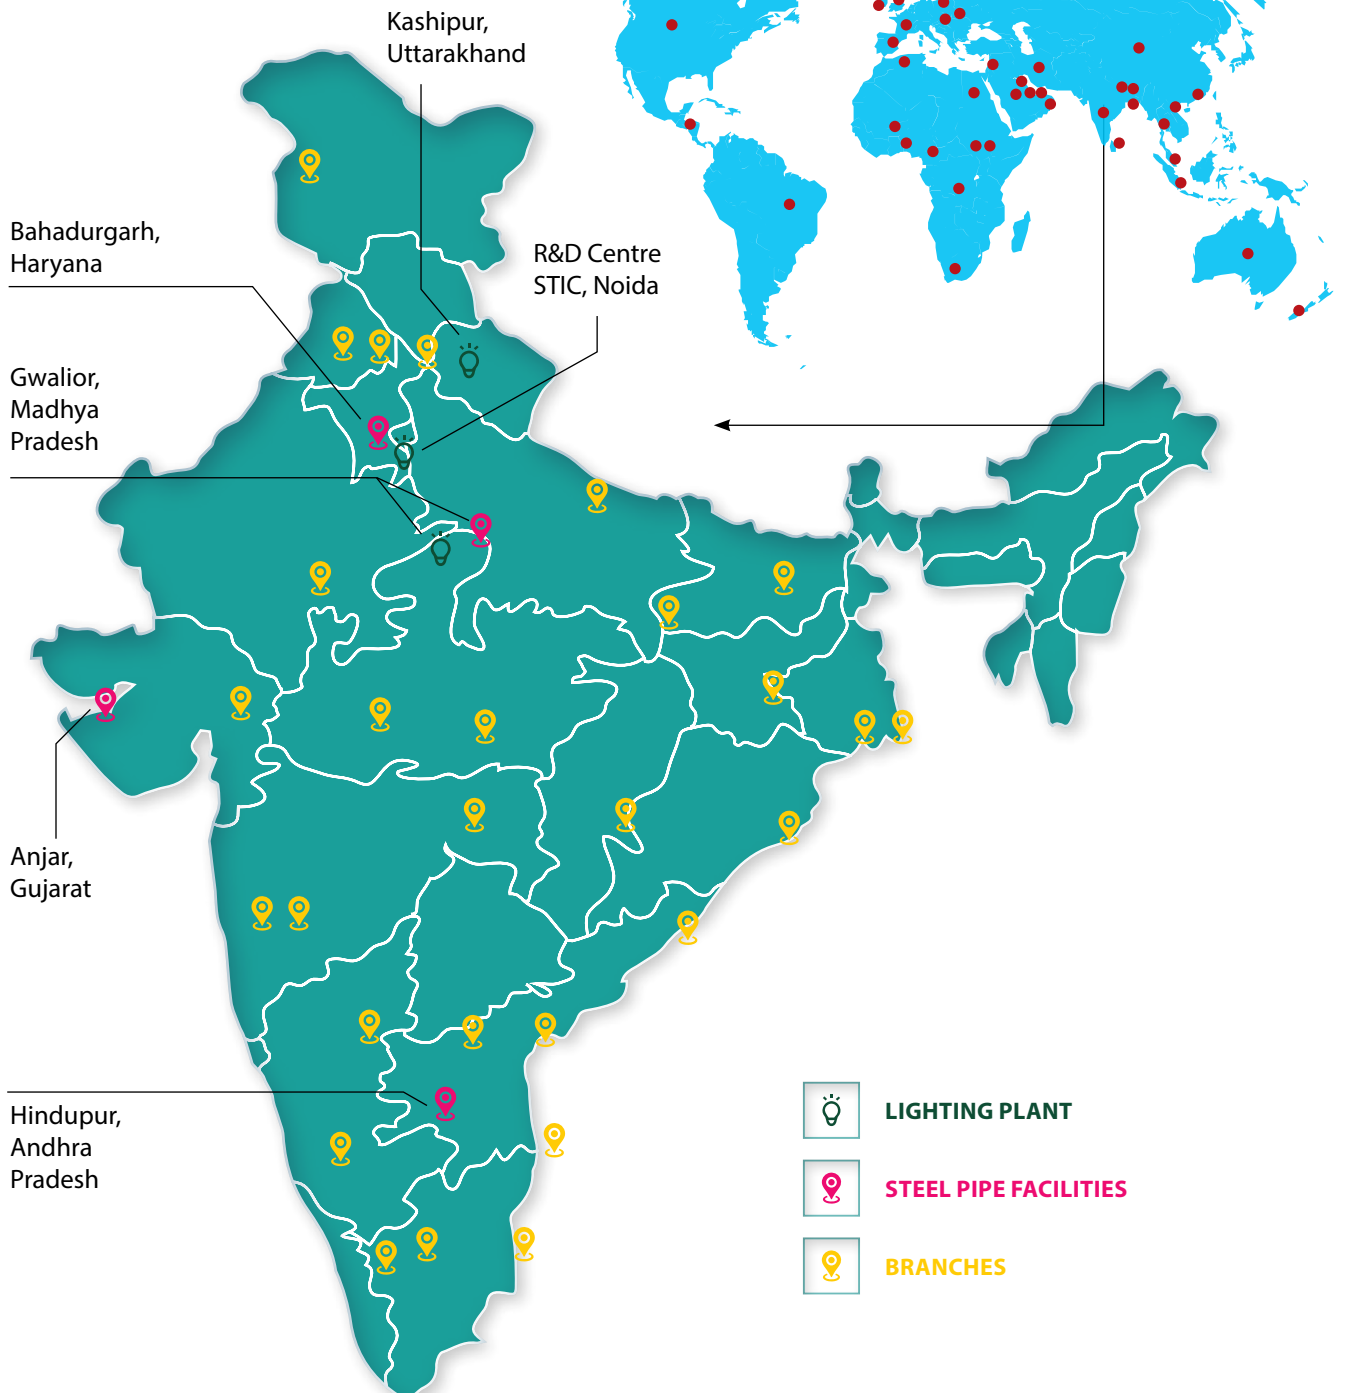 Kashipur,
Uttarakhand
Bahadurgarh,
Haryana
R&D Centre
STIC, Noida
Gwalior,
Madhya
Pradesh
Anjar,
Gujarat
Hindupur,
Andhra
Pradesh
LIGHTING PLANT
STEEL PIPE FACILITIES
BRANCHES